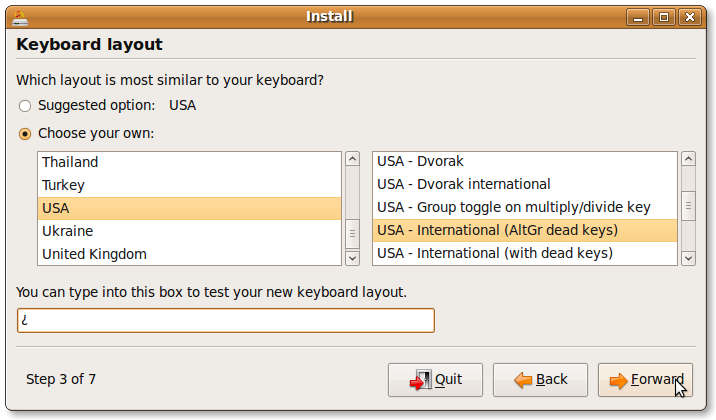 Install
Keyboard layout
Which layout is most similar to your keyboard?
Suggested option: USA
Choose your own:
Thailand
Turkey
USA
Ukraine
United Kingdom
USA - Dvorak
USA - Dvorak international
USA - Group toggle on multiply/divide key
USA - International (AltGr dead keys)
USA - International (with dead keys)
You can type into this box to test your new keyboard layout.
¿
Step 3 of 7
Quit
Back
Forward